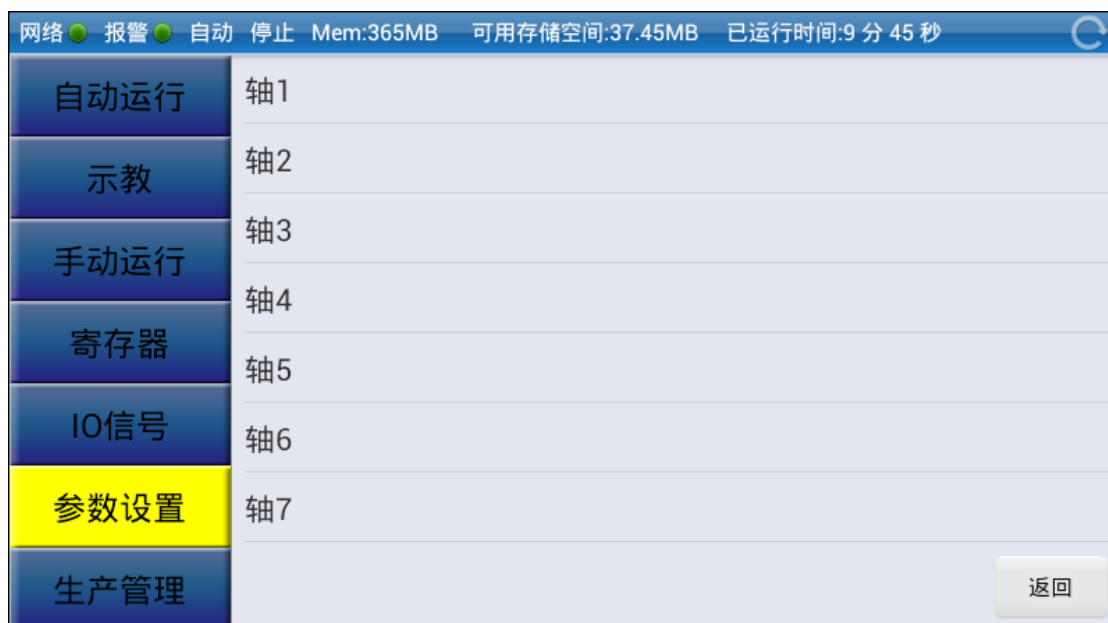 网络 报警 自动 停止 Mem:365MB 可用存储空间:37.45MB 已运行时间:9 分 45 秒
自动运行
示教
手动运行
寄存器
IO信号
参数设置
生产管理
轴1
轴2
轴3
轴4
轴5
轴6
轴7
返回